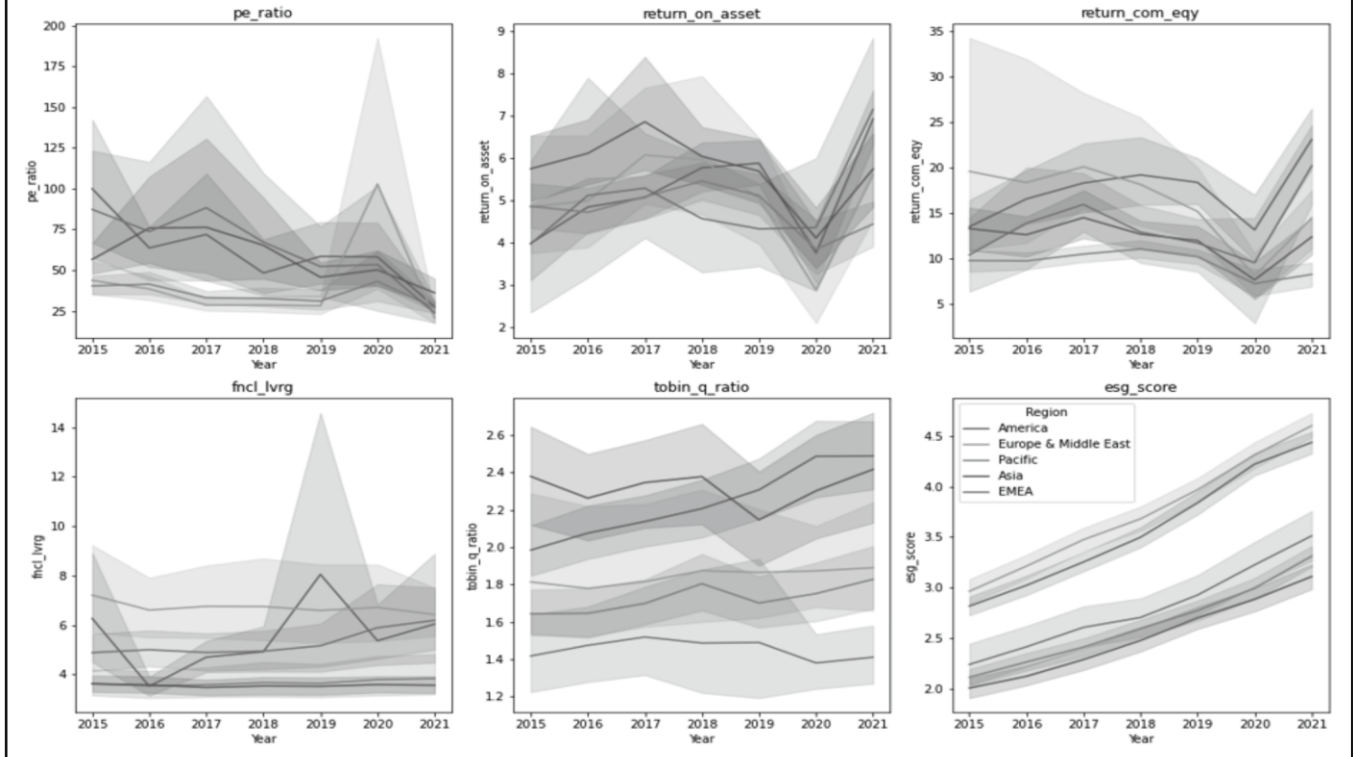 pe_ratio
200
175
150
125
100
75
50
25
pe_ratio
2015 2016 2017 2018 2019 2020 2021
Year
return_on_asset
9
8
7
6
5
4
3
2
return_on_asset
2015 2016 2017 2018 2019 2020 2021
Year
return_com_eqy
35
30
25
20
15
10
5
return_com_eqy
2015 2016 2017 2018 2019 2020 2021
Year
fncl_lvrg
14
12
10
8
6
4
fncl_lvrg
2015 2016 2017 2018 2019 2020 2021
Year
tobin_q_ratio
2.6
2.4
2.2
2.0
1.8
1.6
1.4
1.2
tobin_q_ratio
2015 2016 2017 2018 2019 2020 2021
Year
esg_score
4.5
4.0
3.5
3.0
2.5
2.0
esg_score
Region
America
Europe & Middle East
Pacific
Asia
EMEA
2015 2016 2017 2018 2019 2020 2021
Year